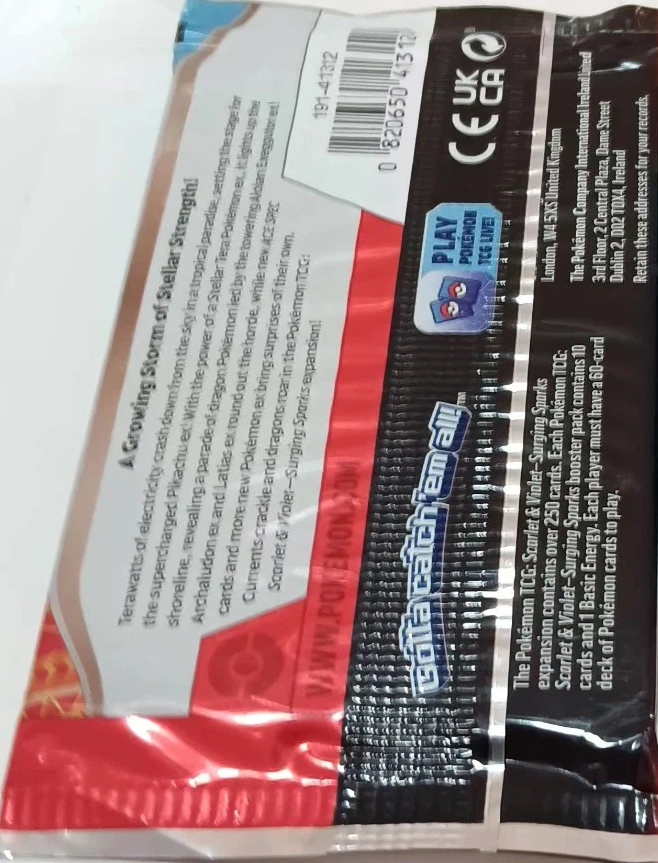 A Growing Storm of Stellar Strength!
Terawatts of electricity crash down from the sky in a tropical paradise, setting the stage for
the supercharged Pikachu ex! With the power of a Stellar Tera Pokémon ex, it lights up the
shoreline, revealing a parade of dragon Pokémon led by the towering Alolan Exeggutor ex!
Archaludon ex and Latias ex round out the horde, while new ACE SPEC
cards and more new Pokémon ex bring surprises of their own.
Currents crackle and dragons roar in the Pokémon TCG:
Scarlet & Violet—Surging Sparks expansion!
191-41312
0 820650 413 12
WWW.POKEMON.COM
Gotta catch 'em all!™
PLAY
POKÉMON
TCG LIVE!
CE UK
CA
The Pokémon TCG: Scarlet & Violet—Surging Sparks
expansion contains over 250 cards. Each Pokémon TCG:
Scarlet & Violet—Surging Sparks booster pack contains 10
cards and 1 Basic Energy. Each player must have a 60-card
deck of Pokémon cards to play.
London, W4 5XS United Kingdom
The Pokémon Company International Ireland
3rd Floor, 2 Central Plaza, Dame Street
Dublin 2, D02 T0X4, Ireland
Retain these addresses for your records.